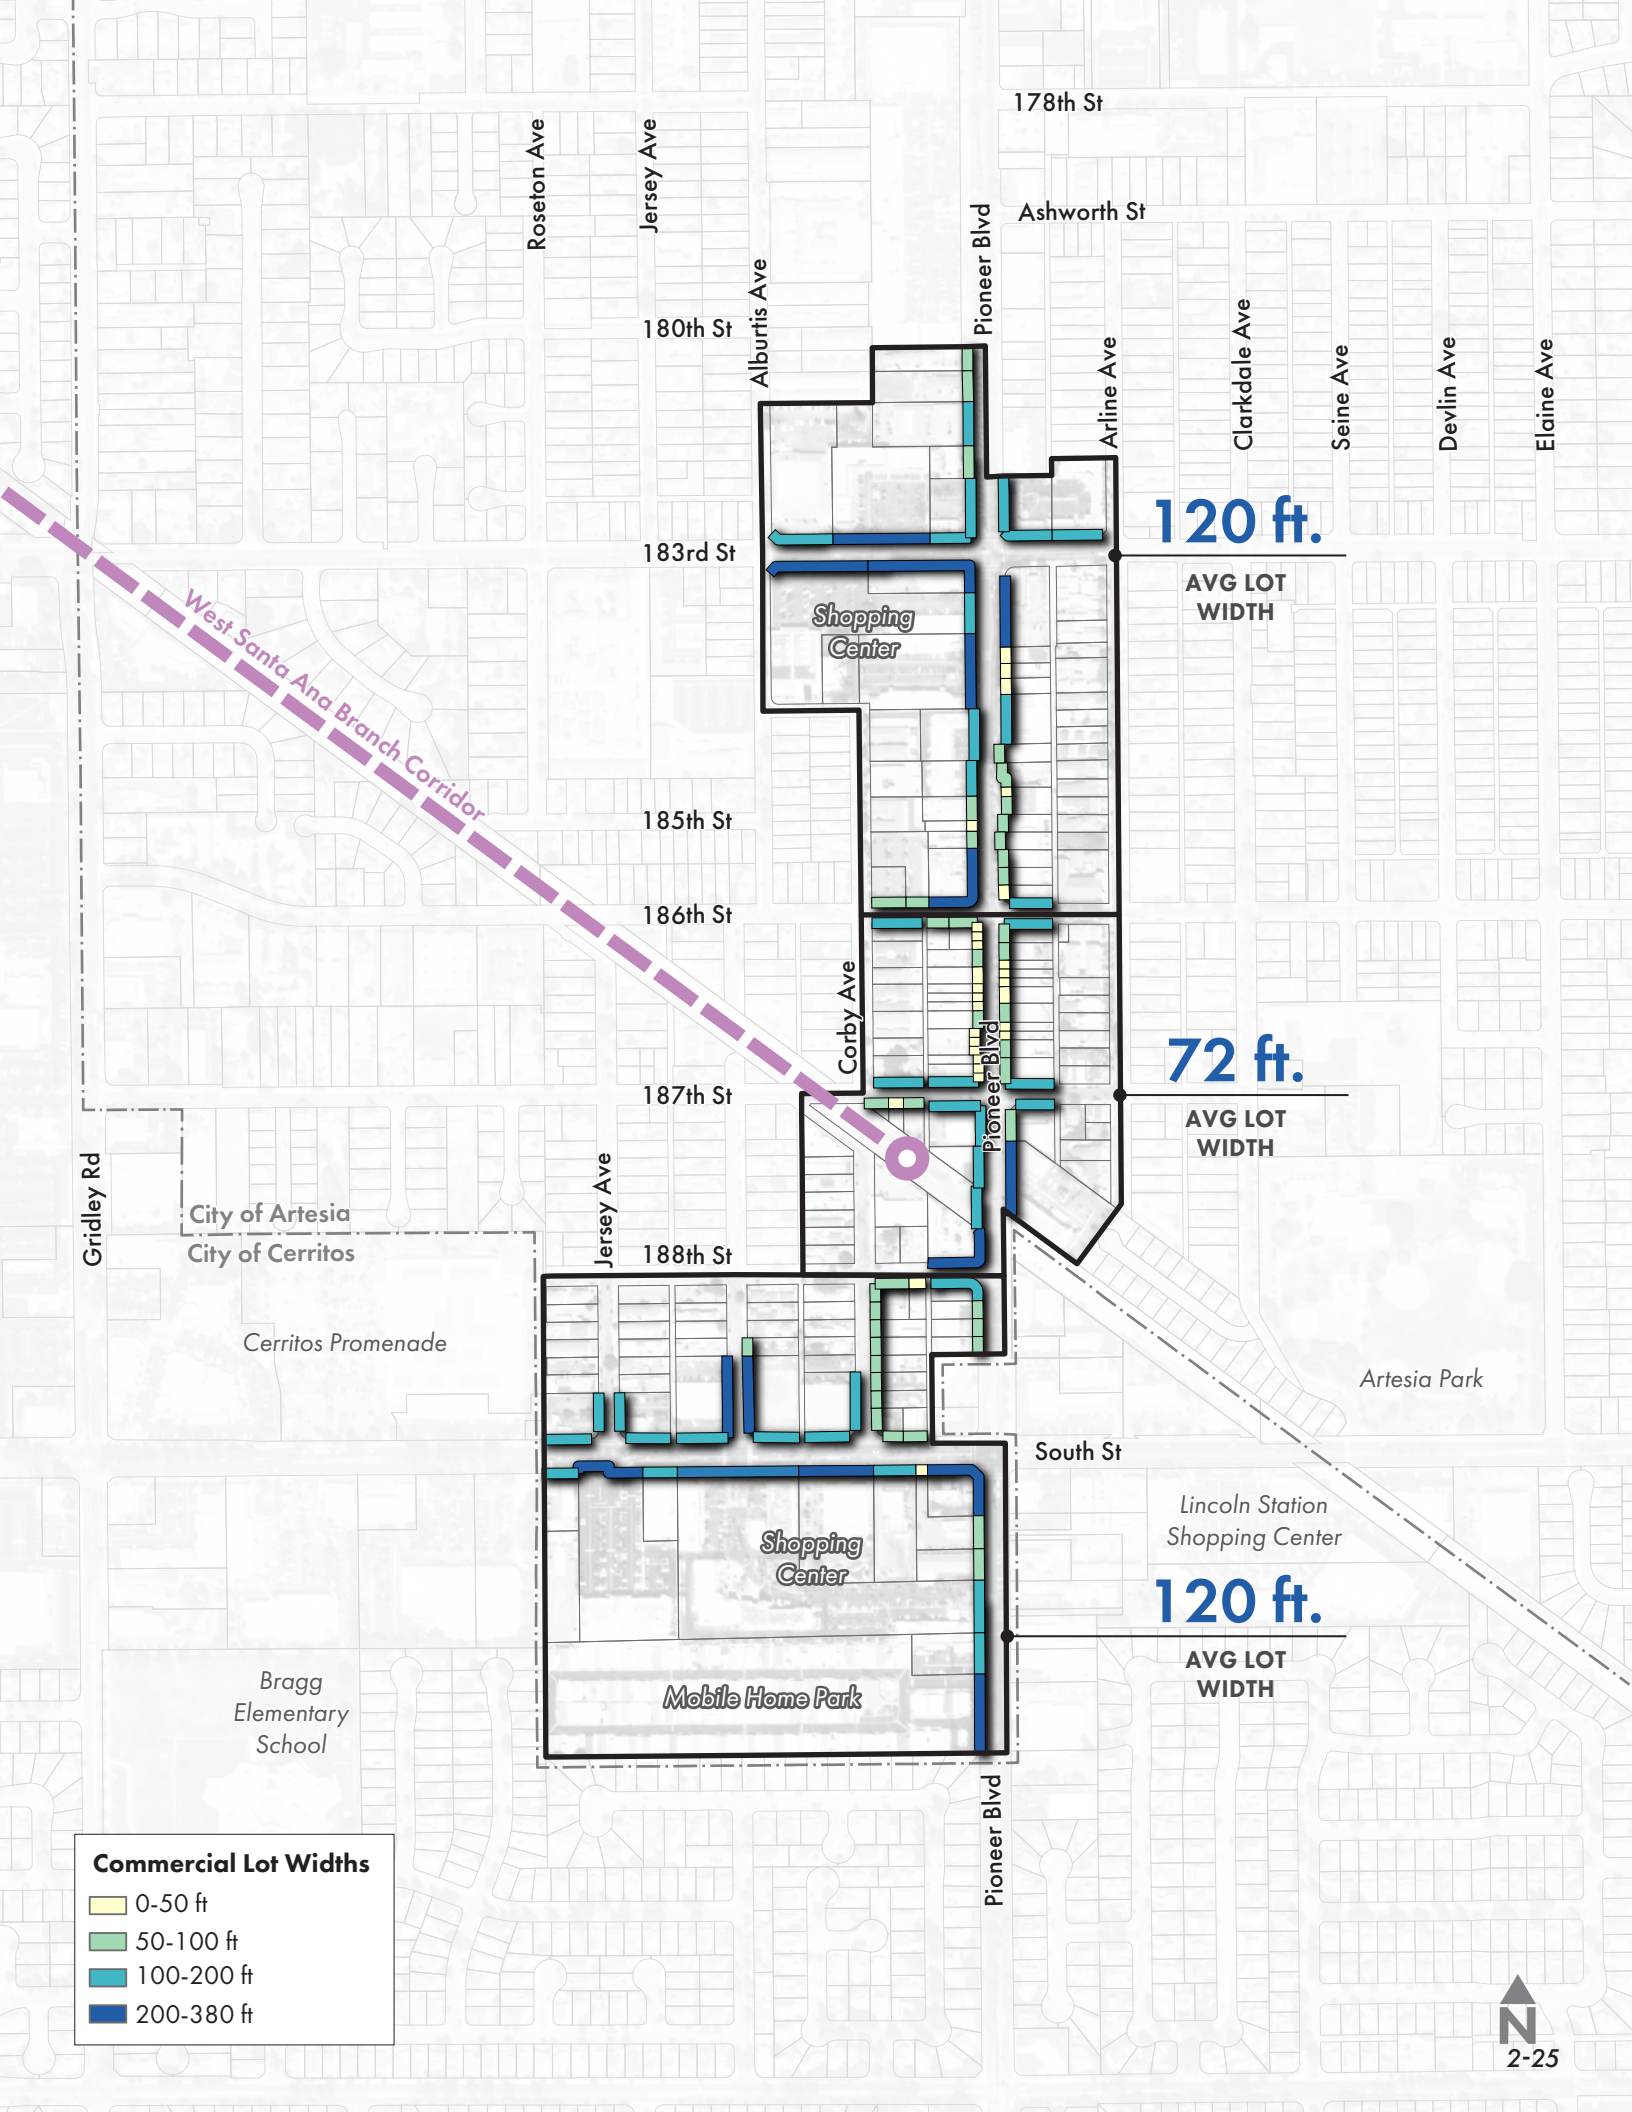 178th St
Roseton Ave
Jersey Ave
Pioneer Blvd
Ashworth St
Alburtis Ave
180th St
Arline Ave
Clarkdale Ave
Seine Ave
Devlin Ave
Elaine Ave
120 ft.
183rd St
AVG LOT
WIDTH
Shopping
Center
West Santa Ana Branch Corridor
185th St
186th St
Corby Ave
Pioneer Blvd
72 ft.
187th St
AVG LOT
WIDTH
Gridley Rd
Jersey Ave
City of Artesia
City of Cerritos
188th St
Cerritos Promenade
Artesia Park
South St
Lincoln Station
Shopping Center
Shopping
Center
120 ft.
AVG LOT
WIDTH
Bragg
Elementary
School
Mobile Home Park
Pioneer Blvd
Commercial Lot Widths
0-50 ft
50-100 ft
100-200 ft
200-380 ft
N
2-25